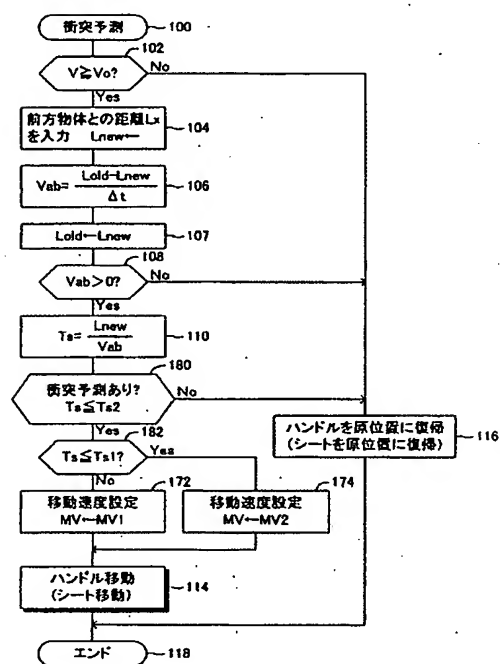 衝突予測
100
102
V≧Vo?
No
Yes
前方物体との距離Lx
を入力 Lnew←
104
Vab= Lold-Lnew
Δt
106
Lold←Lnew
107
108
Vab>0?
No
Yes
Ts= Lnew
Vab
110
180
衝突予測あり?
Ts≦Ts2
No
Yes
182
Ts≦Ts1?
Yes
No
ハンドルを原位置に復帰
(シートを原位置に復帰)
116
172
移動速度設定
MV←MV1
174
移動速度設定
MV←MV2
ハンドル移動
(シート移動)
114
エンド
118